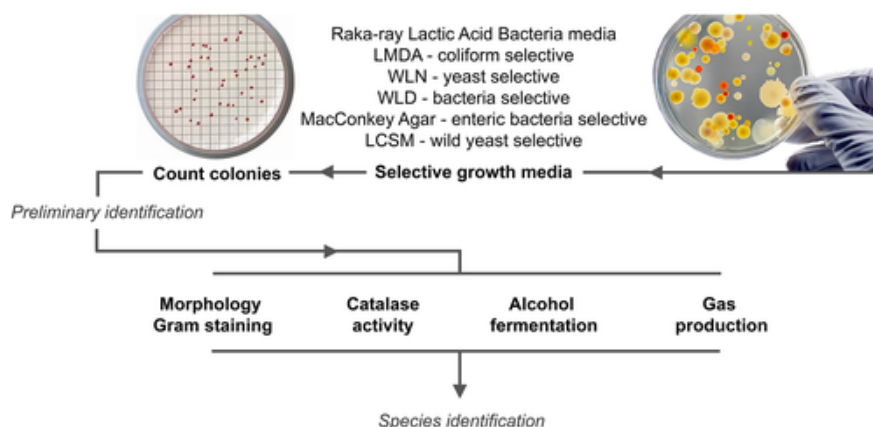 Raka-ray Lactic Acid Bacteria media
LMDA - coliform selective
WLN - yeast selective
WLD - bacteria selective
MacConkey Agar - enteric bacteria selective
LCSM - wild yeast selective
Count colonies
Selective growth media
Preliminary identification
Morphology
Gram staining
Catalase
activity
Alcohol
fermentation
Gas
production
Species identification